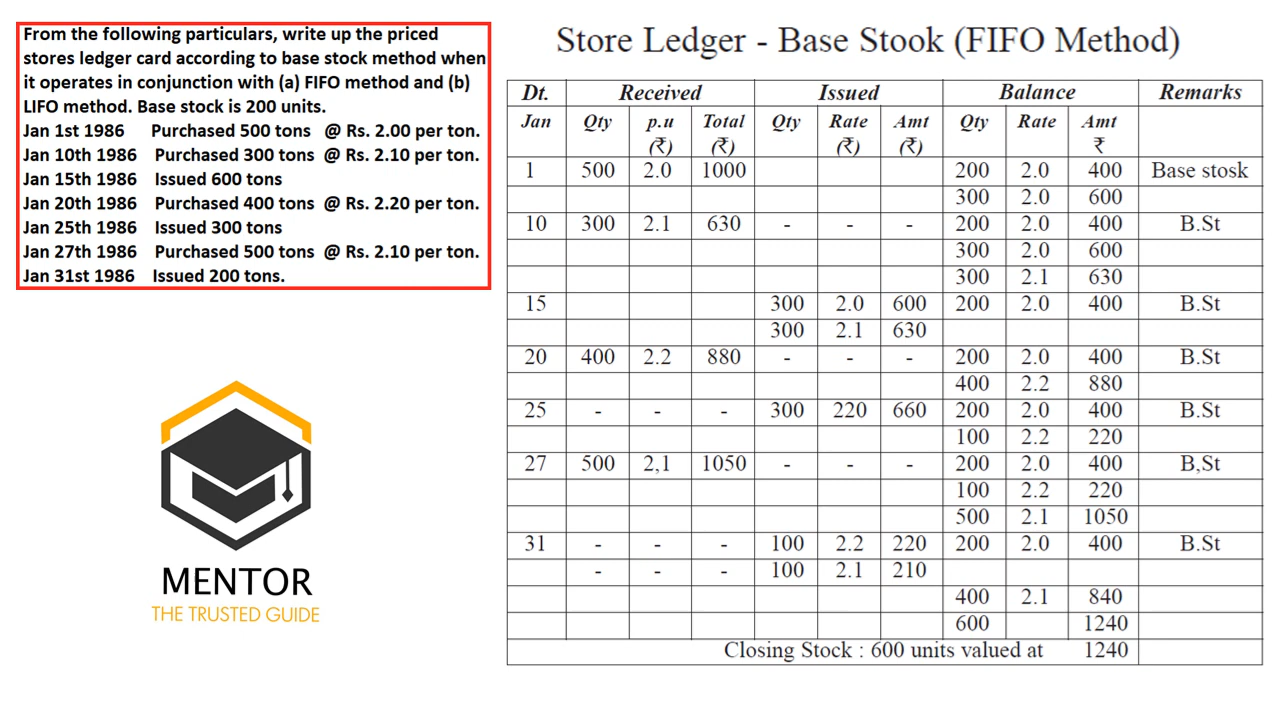 From the following particulars, write up the priced
stores ledger card according to base stock method when
it operates in conjunction with (a) FIFO method and (b)
LIFO method. Base stock is 200 units.
Jan 1st 1986 Purchased 500 tons @ Rs. 2.00 per ton.
Jan 10th 1986 Purchased 300 tons @ Rs. 2.10 per ton.
Jan 15th 1986 Issued 600 tons
Jan 20th 1986 Purchased 400 tons @ Rs. 2.20 per ton.
Jan 25th 1986 Issued 300 tons
Jan 27th 1986 Purchased 500 tons @ Rs. 2.10 per ton.
Jan 31st 1986 Issued 200 tons.
MENTOR
THE TRUSTED GUIDE
Store Ledger - Base Stook (FIFO Method)
Dt. Received Issued Balance Remarks
Jan Qty p.u Total Qty Rate Amt Qty Rate Amt
(₹) (₹) (₹) (₹) ₹
1 500 2.0 1000 200 2.0 400 Base stosk
300 2.0 600
10 300 2.1 630 - - - 200 2.0 400 B.St
300 2.0 600
300 2.1 630
15 300 2.0 600 200 2.0 400 B.St
300 2.1 630
20 400 2.2 880 - - - 200 2.0 400 B.St
400 2.2 880
25 - - - 300 220 660 200 2.0 400 B.St
100 2.2 220
27 500 2,1 1050 - - - 200 2.0 400 B,St
100 2.2 220
500 2.1 1050
31 - - - 100 2.2 220 200 2.0 400 B.St
- - - 100 2.1 210
400 2.1 840
600 1240
Closing Stock : 600 units valued at 1240